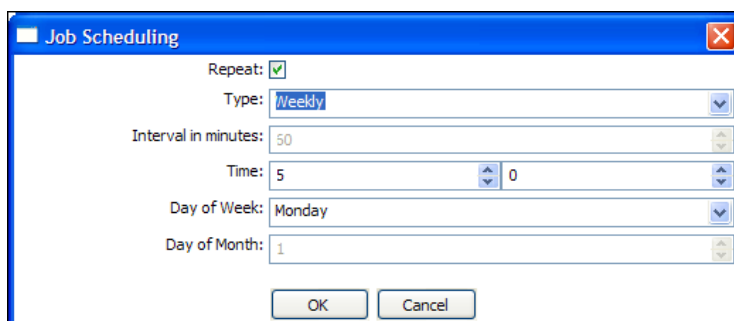 Job Scheduling
Repeat:
Type: Weekly
Interval in minutes: 50
Time: 5 0
Day of Week: Monday
Day of Month: 1
OK Cancel